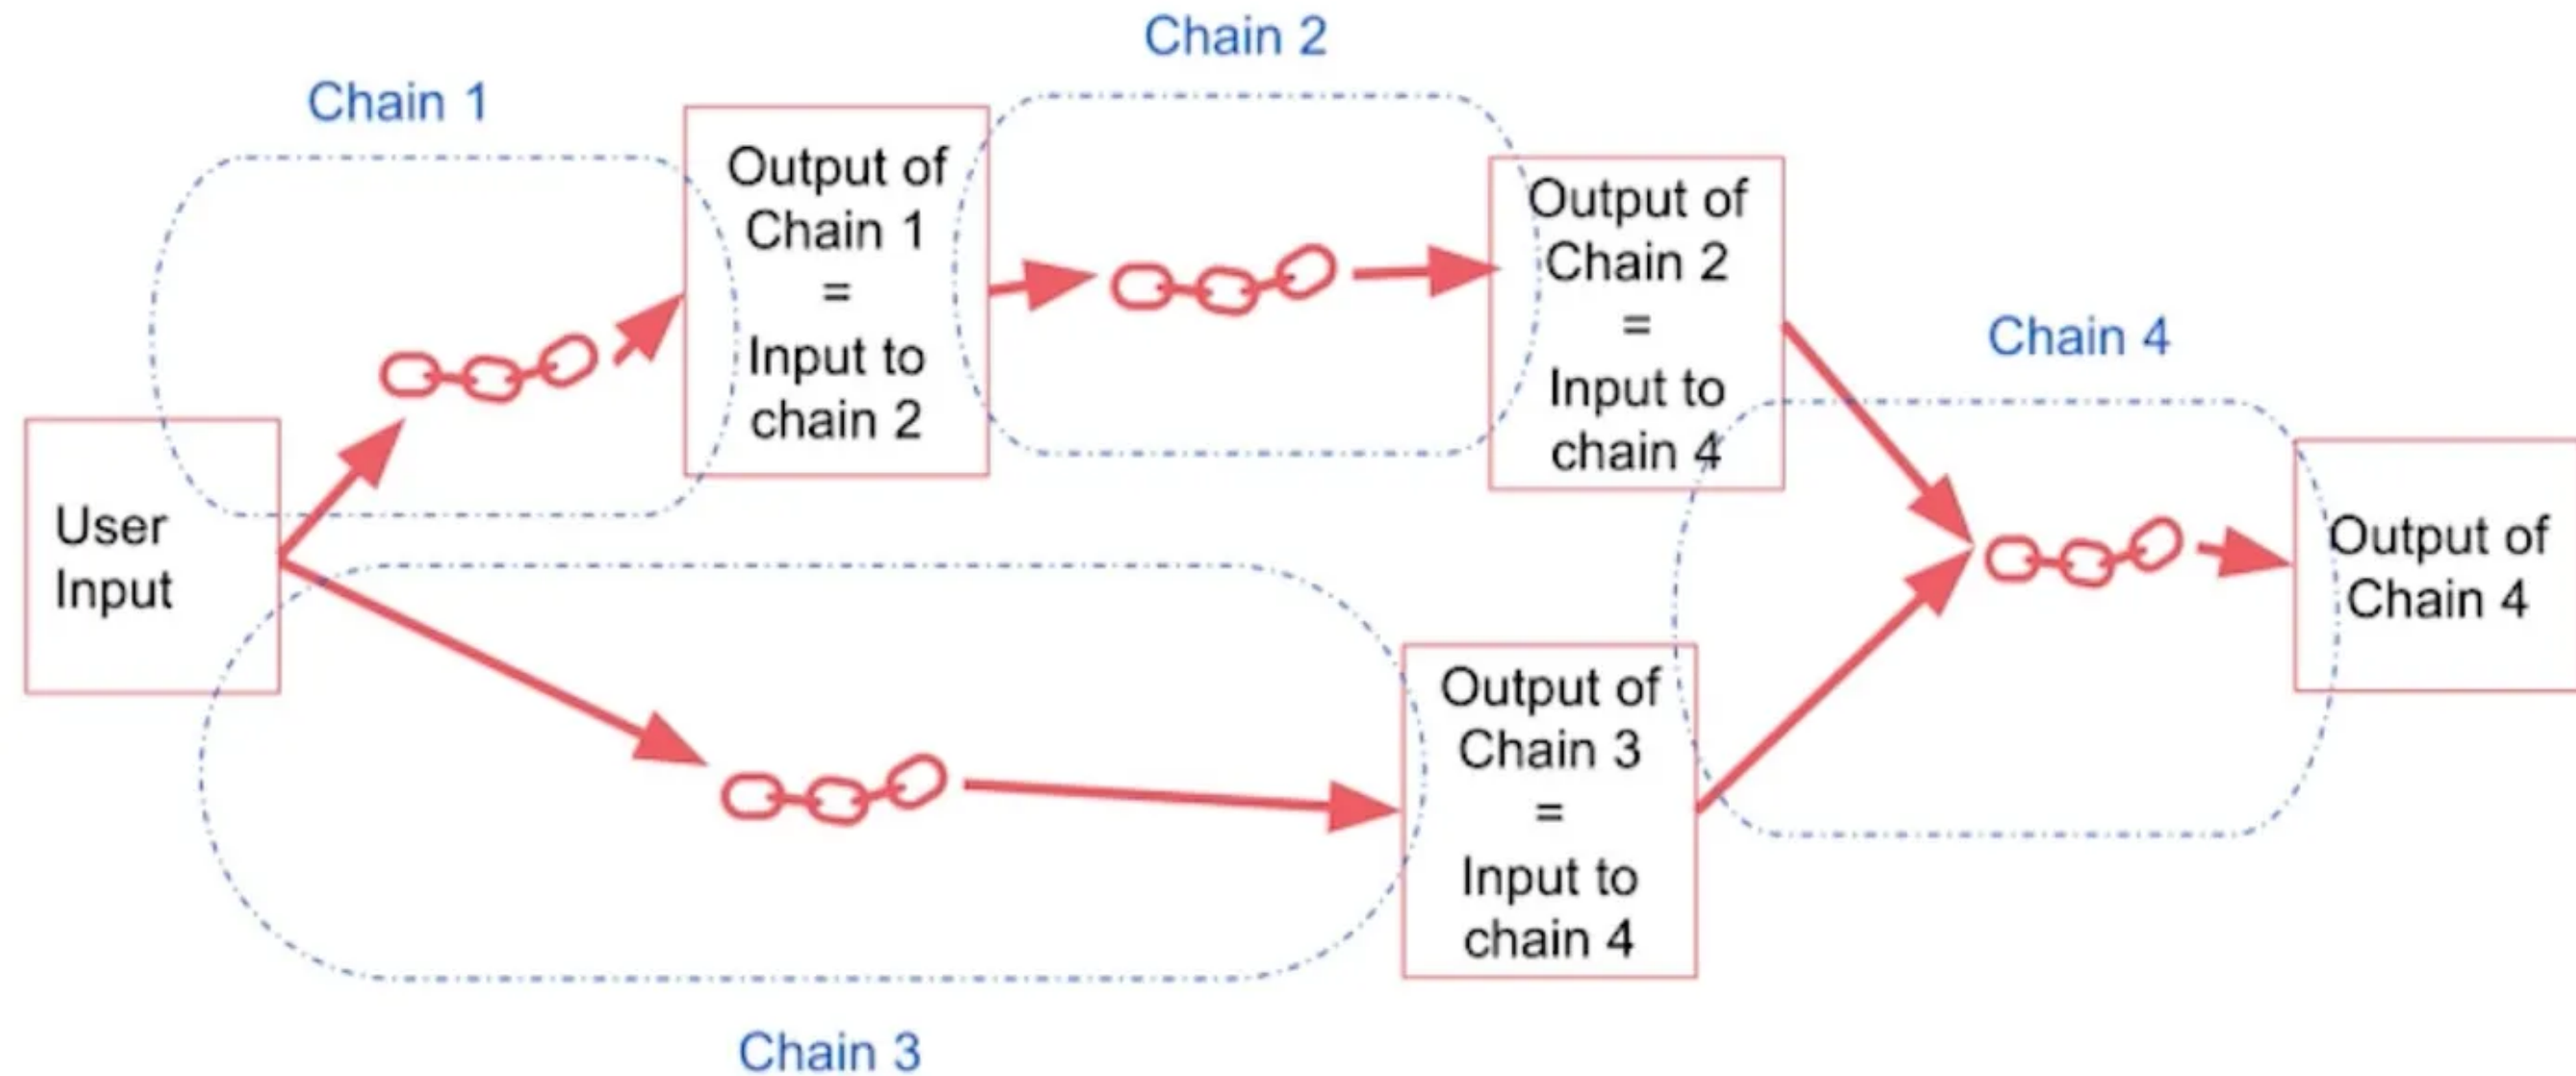 Chain 2
Chain 1
Output of
Chain 1
=
Input to
chain 2
Output of
Chain 2
=
Input to
chain 4
Chain 4
User
Input
Output of
Chain 4
Output of
Chain 3
=
Input to
chain 4
Chain 3